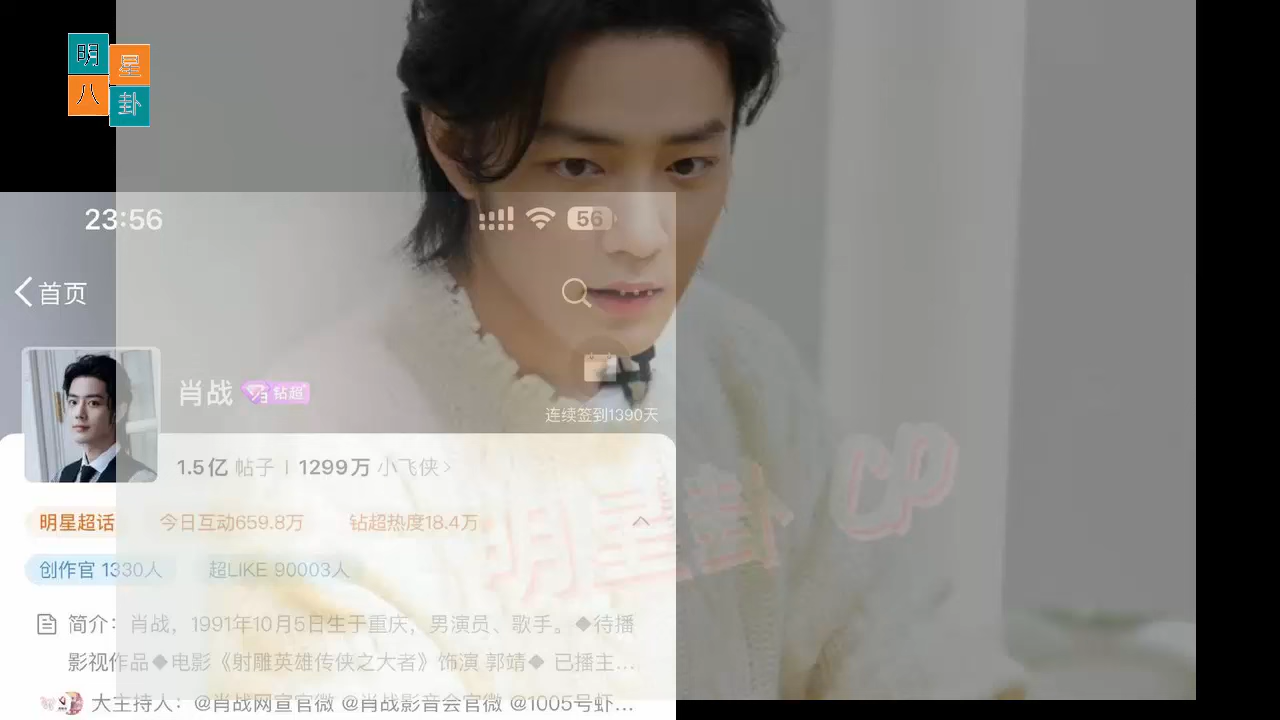 明星
八卦
23:56
56
首页
肖战 钻超
连续签到1390天
1.5亿 帖子 | 1299万 小飞侠
明星超话 今日互动659.8万 钻超热度18.4万
创作官 1330人 超LIKE 90003人
简介：肖战，1991年10月5日生于重庆，男演员、歌手。◆待播
影视作品◆电影《射雕英雄传侠之大者》饰演 郭靖◆ 已播主...
大主持人：@肖战网宣官微 @肖战影音会官微 @1005号虾...
明星卦 CP